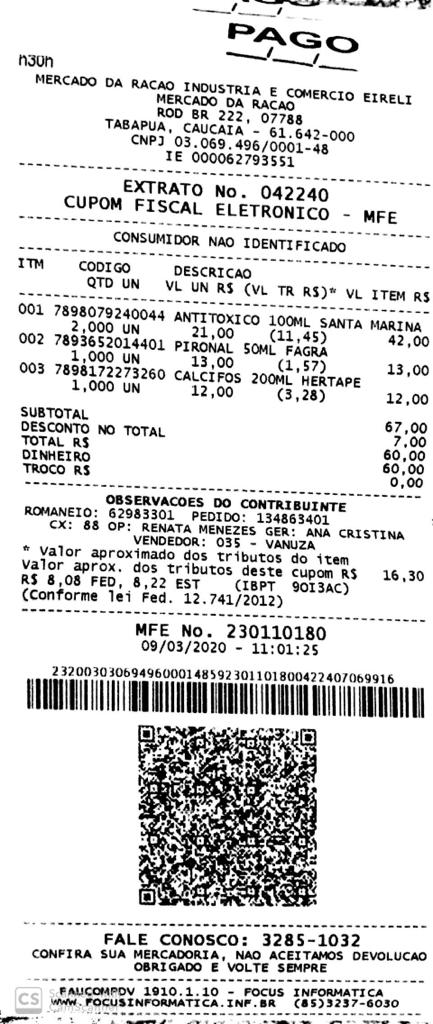 PAGO
MERCADO DA RACAO INDUSTRIA E COMERCIO EIRELI
MERCADO DA RACAO
ROD BR 222, 07788
TABAPUA, CAUCAIA - 61.642-000
CNPJ 03.069.496/0001-48
IE 000062793551
EXTRATO No. 042240
CUPOM FISCAL ELETRONICO - MFE
CONSUMIDOR NAO IDENTIFICADO
ITM CODIGO DESCRICAO
QTD UN VL UN R$ (VL TR R$)* VL ITEM R$
001 7898079240044 ANTITOXICO 100ML SANTA MARINA
2,000 UN 21,00 (11,45) 42,00
002 7893652014401 PIRONAL 50ML FAGRA
1,000 UN 13,00 (1,57) 13,00
003 7898172273260 CALCIFOS 200ML HERTAPE
1,000 UN 12,00 (3,28) 12,00
SUBTOTAL 67,00
DESCONTO NO TOTAL 7,00
TOTAL R$ 60,00
DINHEIRO 60,00
TROCO R$ 0,00
OBSERVACOES DO CONTRIBUINTE
ROMANEIO: 62983301 PEDIDO: 134863401
CX: 88 OP: RENATA MENEZES GER: ANA CRISTINA
VENDEDOR: 035 - VANUZA
* Valor aproximado dos tributos do item
Valor aprox. dos tributos deste cupom R$ 16,30
R$ 8,08 FED, 8,22 EST (IBPT 9OI3AC)
(Conforme lei Fed. 12.741/2012)
MFE No. 230110180
09/03/2020 - 11:01:25
23200303069496000148592301101800422407069916
FALE CONOSCO: 3285-1032
CONFIRA SUA MERCADORIA, NAO ACEITAMOS DEVOLUCAO
OBRIGADO E VOLTE SEMPRE
FAUCOMPDV 1910.1.10 - FOCUS INFORMATICA
www.FOCUSINFORMATICA.INF.BR (85)3237-6030
CS